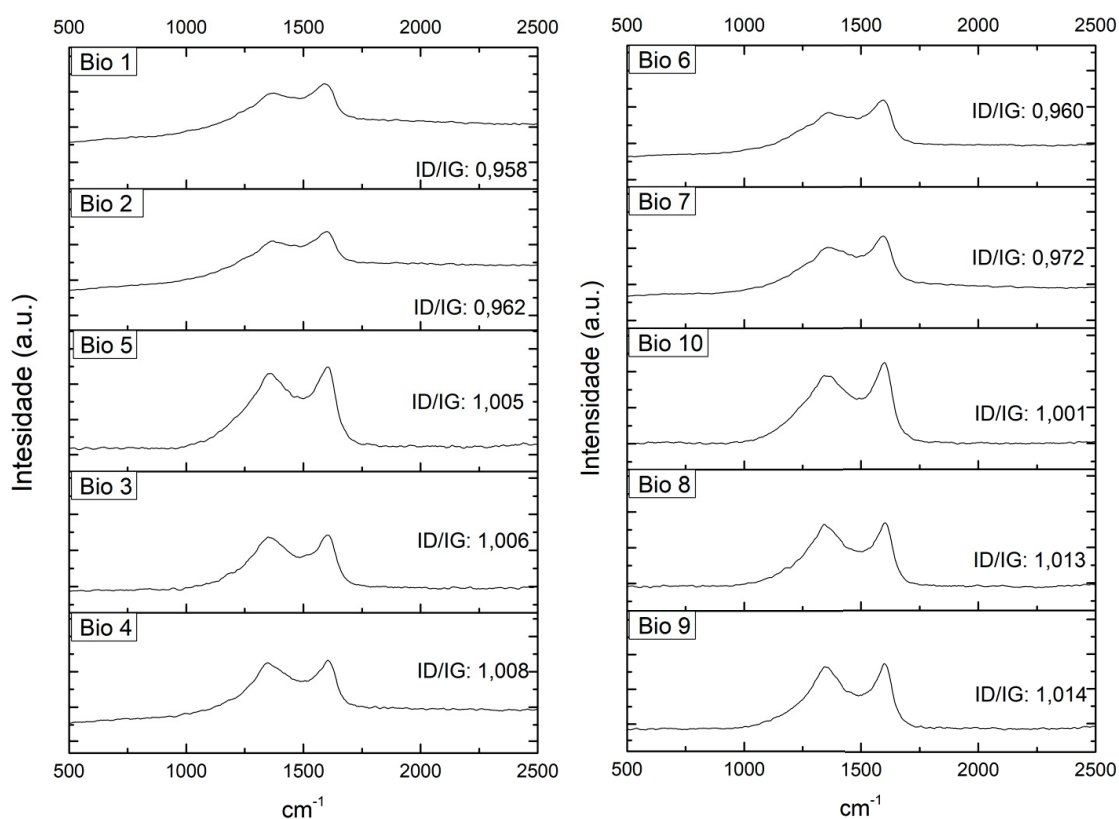 500 1000 1500 2000 2500
Bio 1
ID/IG: 0,958
Bio 2
ID/IG: 0,962
Bio 5
ID/IG: 1,005
Bio 3
ID/IG: 1,006
Bio 4
ID/IG: 1,008
500 1000 1500 2000 2500
cm-1
Intesidade (a.u.)
500 1000 1500 2000 2500
Bio 6
ID/IG: 0,960
Bio 7
ID/IG: 0,972
Bio 10
ID/IG: 1,001
Bio 8
ID/IG: 1,013
Bio 9
ID/IG: 1,014
500 1000 1500 2000 2500
cm-1
Intensidade (a.u.)